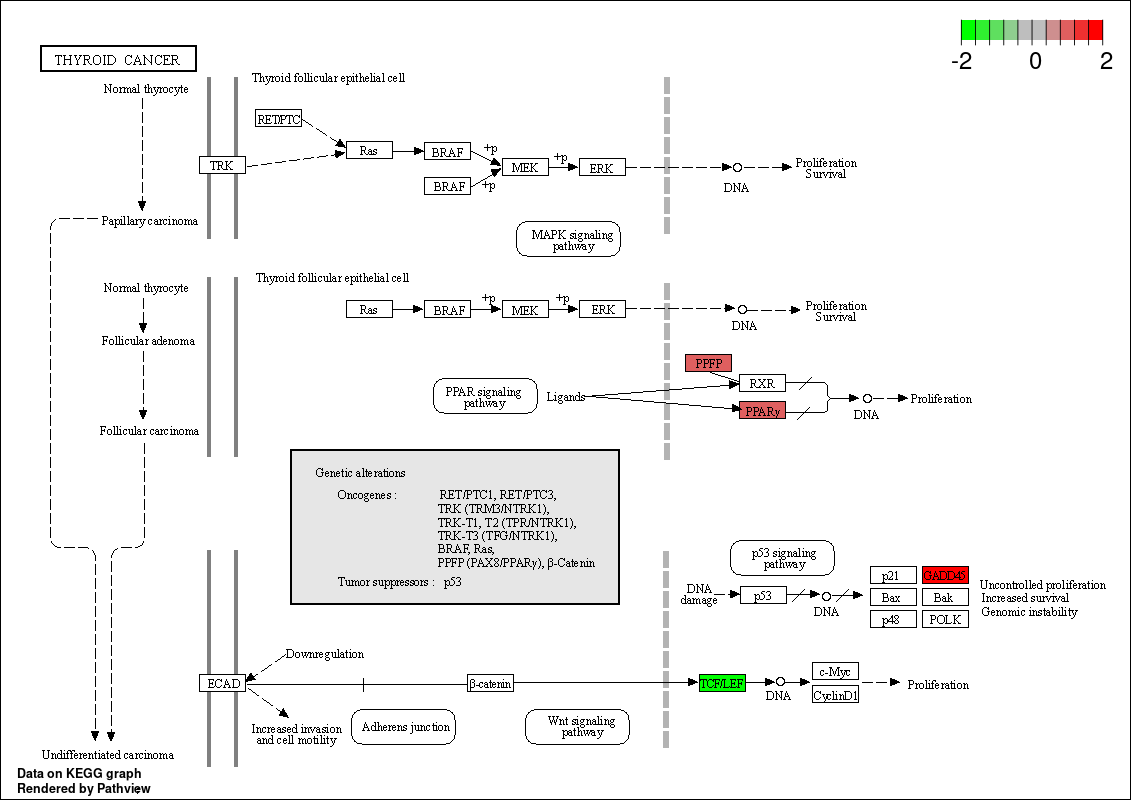 -2 0 2
THYROID CANCER
Normal thyrocyte
Thyroid follicular epithelial cell
RET/PTC
TRK
Ras
BRAF
+p
BRAF
+p
MEK
+p
ERK
DNA
Proliferation
Survival
Papillary carcinoma
MAPK signaling
pathway
Normal thyrocyte
Thyroid follicular epithelial cell
Follicular adenoma
Follicular carcinoma
Ras
BRAF
+p
MEK
+p
ERK
DNA
Proliferation
Survival
PPAR signaling
pathway
Ligands
PPFP
RXR
PPARγ
DNA
Proliferation
Genetic alterations
Oncogenes : RET/PTC1, RET/PTC3,
TRK (TRM3/NTRK1),
TRK-T1, T2 (TPR/NTRK1),
TRK-T3 (TFG/NTRK1),
BRAF, Ras,
PPFP (PAX8/PPARγ), β-Catenin
Tumor suppressors : p53
p53 signaling
pathway
DNA
damage
p53
DNA
p21 GADD45
Bax Bak
p48 POLK
Uncontrolled proliferation
Increased survival
Genomic instability
Downregulation
ECAD
β-catenin
TCF/LEF
DNA
c-Myc
CyclinD1
Proliferation
Increased invasion
and cell motility
Adherens junction
Wnt signaling
pathway
Undifferentiated carcinoma
Data on KEGG graph
Rendered by Pathview